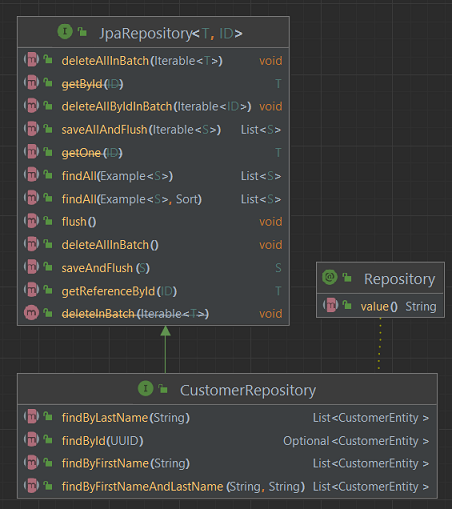 JpaRepository<T, ID>
deleteAllInBatch(Iterable<T>) void
getById(ID) T
deleteAllByIdInBatch(Iterable<ID>) void
saveAllAndFlush(Iterable<S>) List<S>
getOne(ID) T
findAll(Example<S>) List<S>
findAll(Example<S>, Sort) List<S>
flush() void
deleteAllInBatch() void
saveAndFlush(S) S
getReferenceById(ID) T
deleteInBatch(Iterable<T>) void
Repository
value() String
CustomerRepository
findByLastName(String) List<CustomerEntity >
findById(UUID) Optional <CustomerEntity >
findByFirstName(String) List<CustomerEntity >
findByFirstNameAndLastName (String, String) List<CustomerEntity >